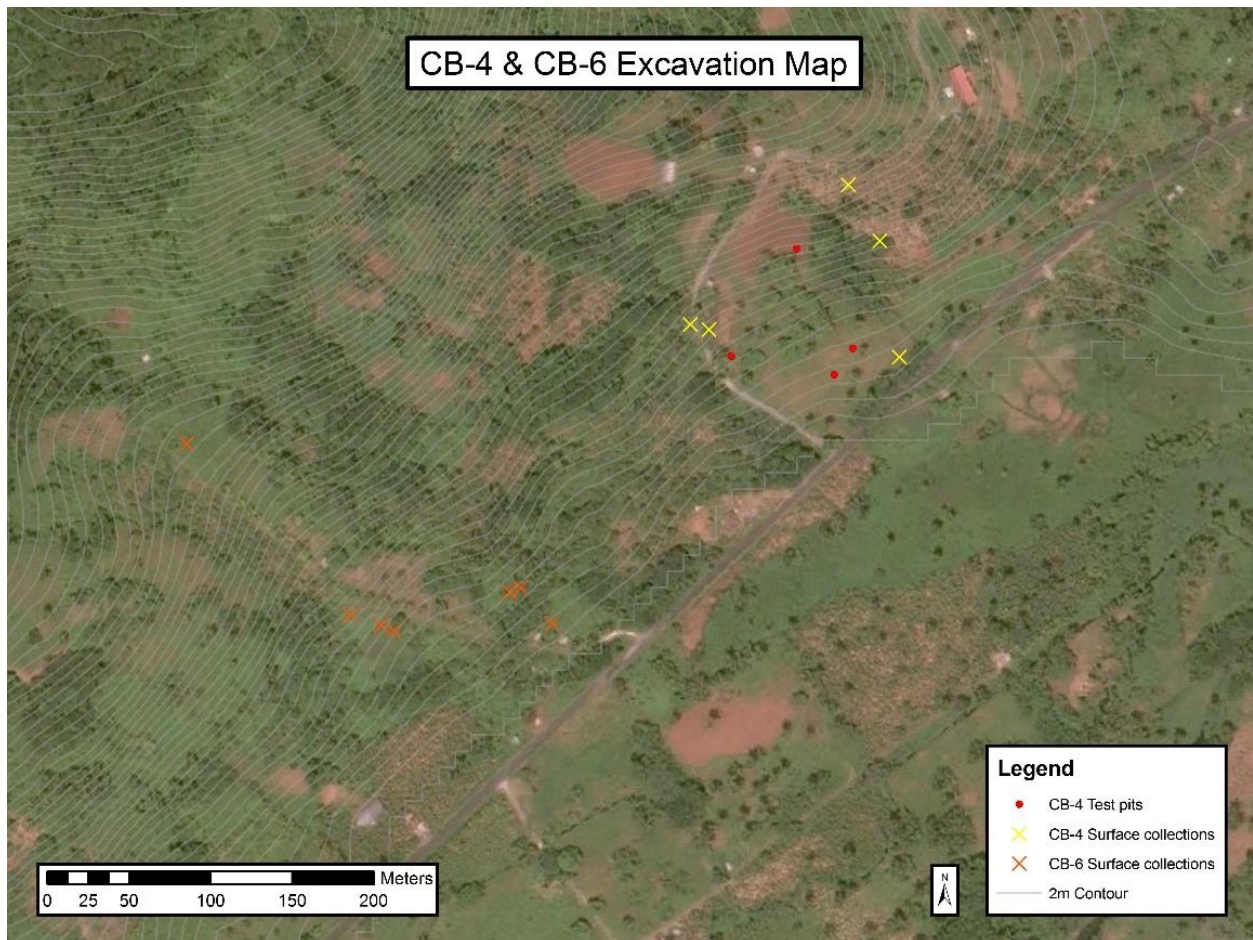 CB-4 & CB-6 Excavation Map
Legend
CB-4 Test pits
CB-4 Surface collections
CB-6 Surface collections
2m Contour
N
Meters
0 25 50 100 150 200